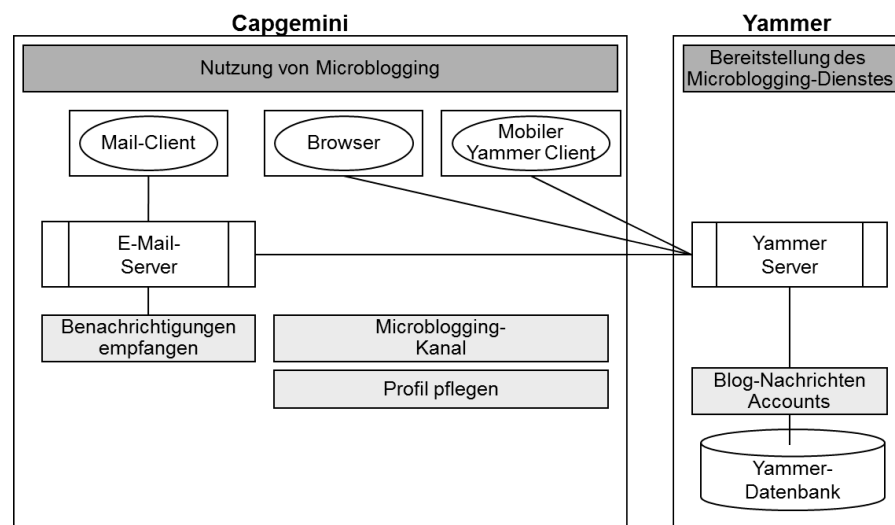 Capgemini
Yammer
Nutzung von Microblogging
Bereitstellung des
Microblogging-Dienstes
Mail-Client
Browser
Mobiler
Yammer Client
E-Mail-
Server
Yammer
Server
Benachrichtigungen
empfangen
Microblogging-
Kanal
Profil pflegen
Blog-Nachrichten
Accounts
Yammer-
Datenbank